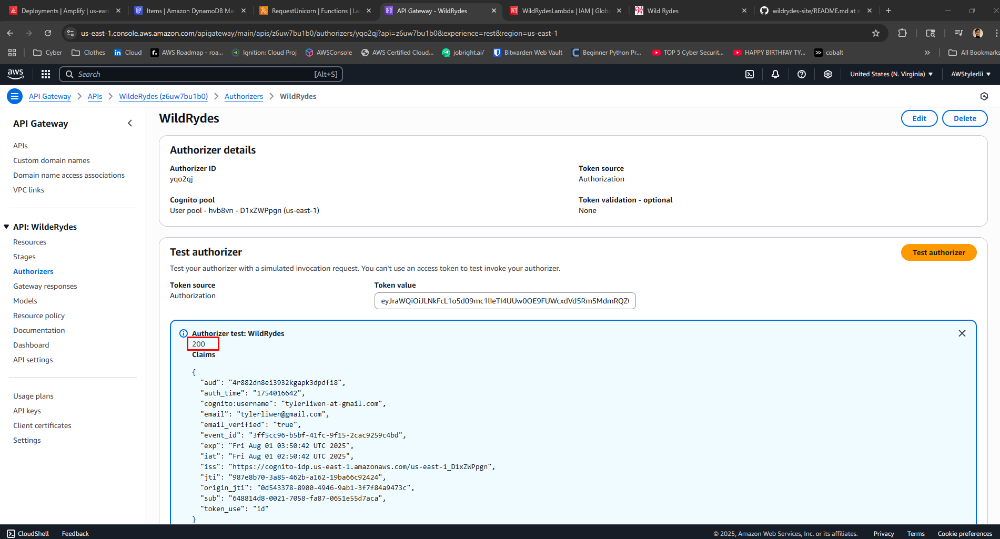 Deployments | Amplify | us-east
Items | Amazon DynamoDB Ma
RequestUnicorn | Functions | La
API Gateway - WildRydes
WildRydesLambda | IAM | Globa
Wild Rydes
wildrydes-site/README.md at m
us-east-1.console.aws.amazon.com/apigateway/main/apis/z6uw7bu1b0/authorizers/yqo2qj?api=z6uw7bu1b0&experience=rest&region=us-east-1
Cyber
Clothes
Cloud
AWS Roadmap - roa...
Ignition: Cloud Proj
AWSConsole
AWS Certified Cloud...
jobright.ai/
Bitwarden Web Vault
Beginner Python Pr...
TOP 5 Cyber Securit...
HAPPY BIRTHFAY TY...
cobalt
All Bookmarks
aws
Search
[Alt+S]
United States (N. Virginia)
AWStylerlii
API Gateway
APIs
WildeRydes (z6uw7bu1b0)
Authorizers
WildRydes
API Gateway
APIs
Custom domain names
Domain name access associations
VPC links
API: WildeRydes
Resources
Stages
Authorizers
Gateway responses
Models
Resource policy
Documentation
Dashboard
API settings
Usage plans
API keys
Client certificates
Settings
WildRydes
Edit
Delete
Authorizer details
Authorizer ID
yqo2qj
Token source
Authorization
Cognito pool
User pool - hvb8vn - D1xZWPpgn (us-east-1)
Token validation - optional
None
Test authorizer
Test authorizer
Test your authorizer with a simulated invocation request. You can't use an access token to test invoke your authorizer.
Token source
Authorization
Token value
Authorizer test: WildRydes
200
Claims
{
"aud": "4r882dn8ei3932kgapk3dpdfi8",
"auth_time": "1754016642",
"cognito:username": "tylerliwen-at-gmail.com",
"email": "tylerliwen@gmail.com",
"email_verified": "true",
"event_id": "3ff5cc96-b5bf-41fc-9f15-2cac9259c4bd",
"exp": "Fri Aug 01 03:50:42 UTC 2025",
"iat": "Fri Aug 01 02:50:42 UTC 2025",
"iss": "https://cognito-idp.us-east-1.amazonaws.com/us-east-1_D1xZWPpgn",
"jti": "987e8b70-3a85-462b-a162-19ba66c92424",
"origin_jti": "0d543378-8900-4946-9ab1-3f7f84a9473c",
"sub": "648814d8-0021-7058-fa87-0651e55d7aca",
"token_use": "id"
}
CloudShell
Feedback
© 2025, Amazon Web Services, Inc. or its affiliates.
Privacy
Terms
Cookie preferences